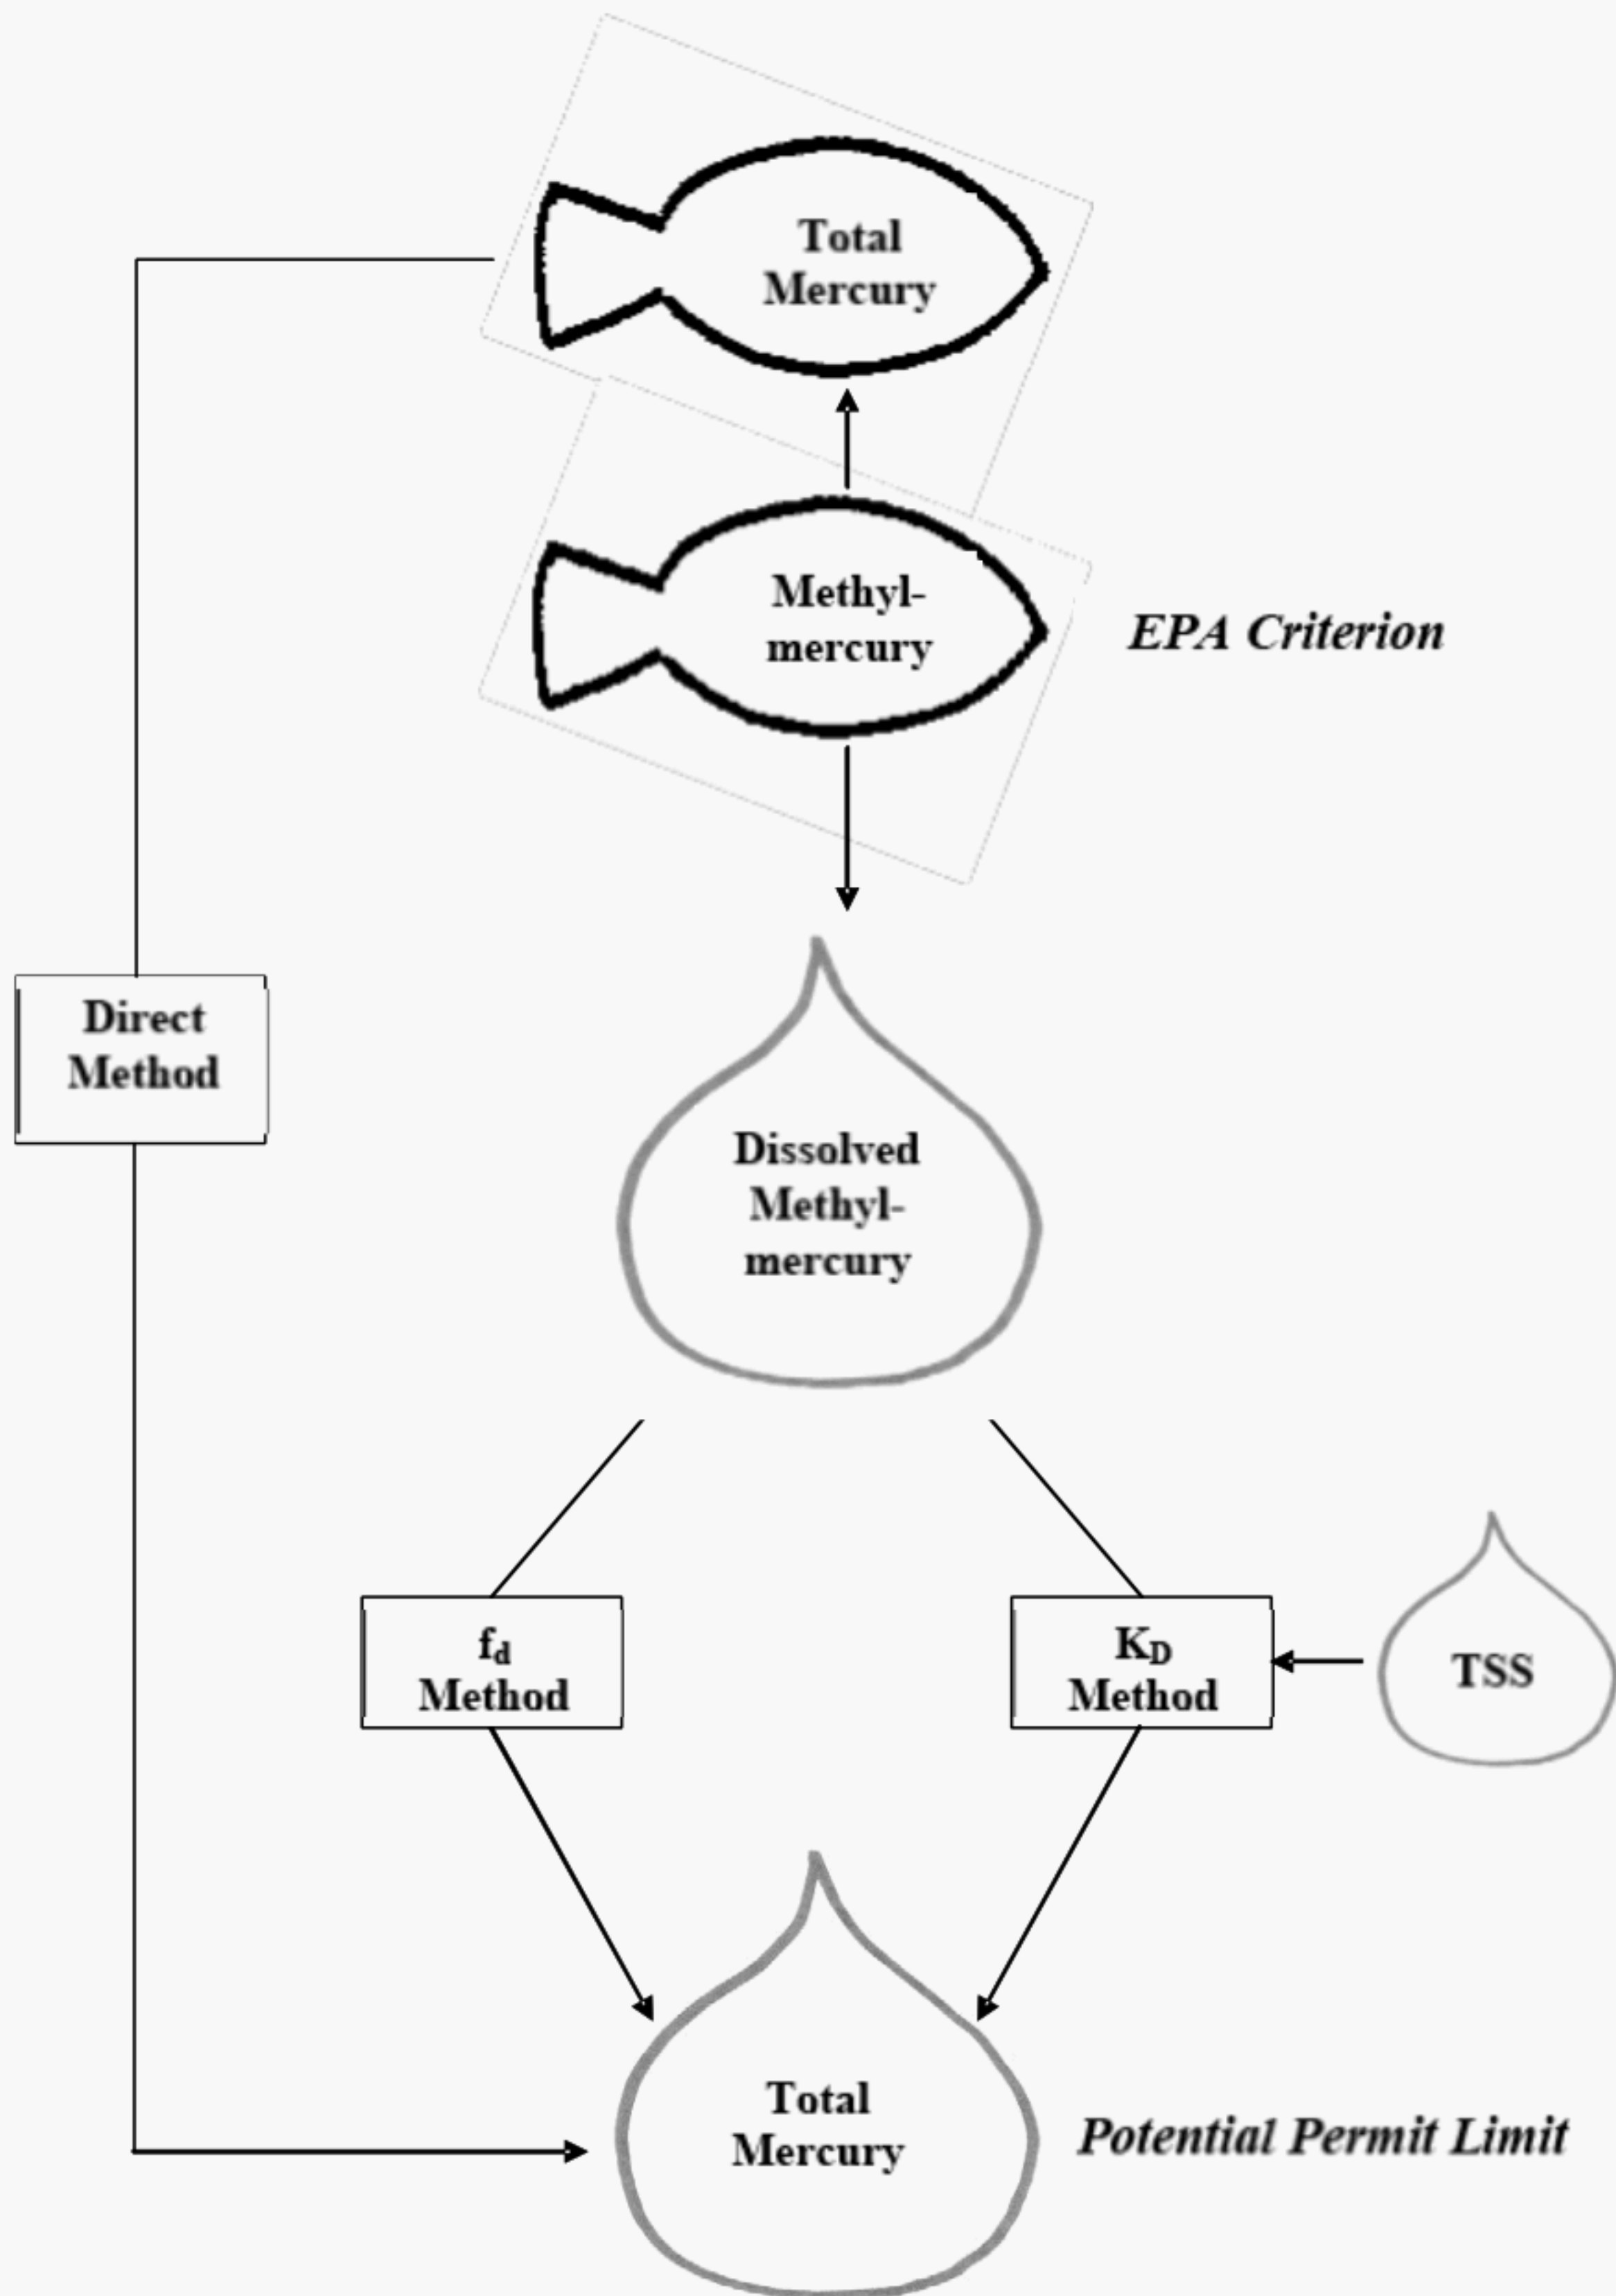 Total
Mercury
Methyl-
mercury
EPA Criterion
Direct
Method
Dissolved
Methyl-
mercury
fd
Method
KD
Method
TSS
Total
Mercury
Potential Permit Limit